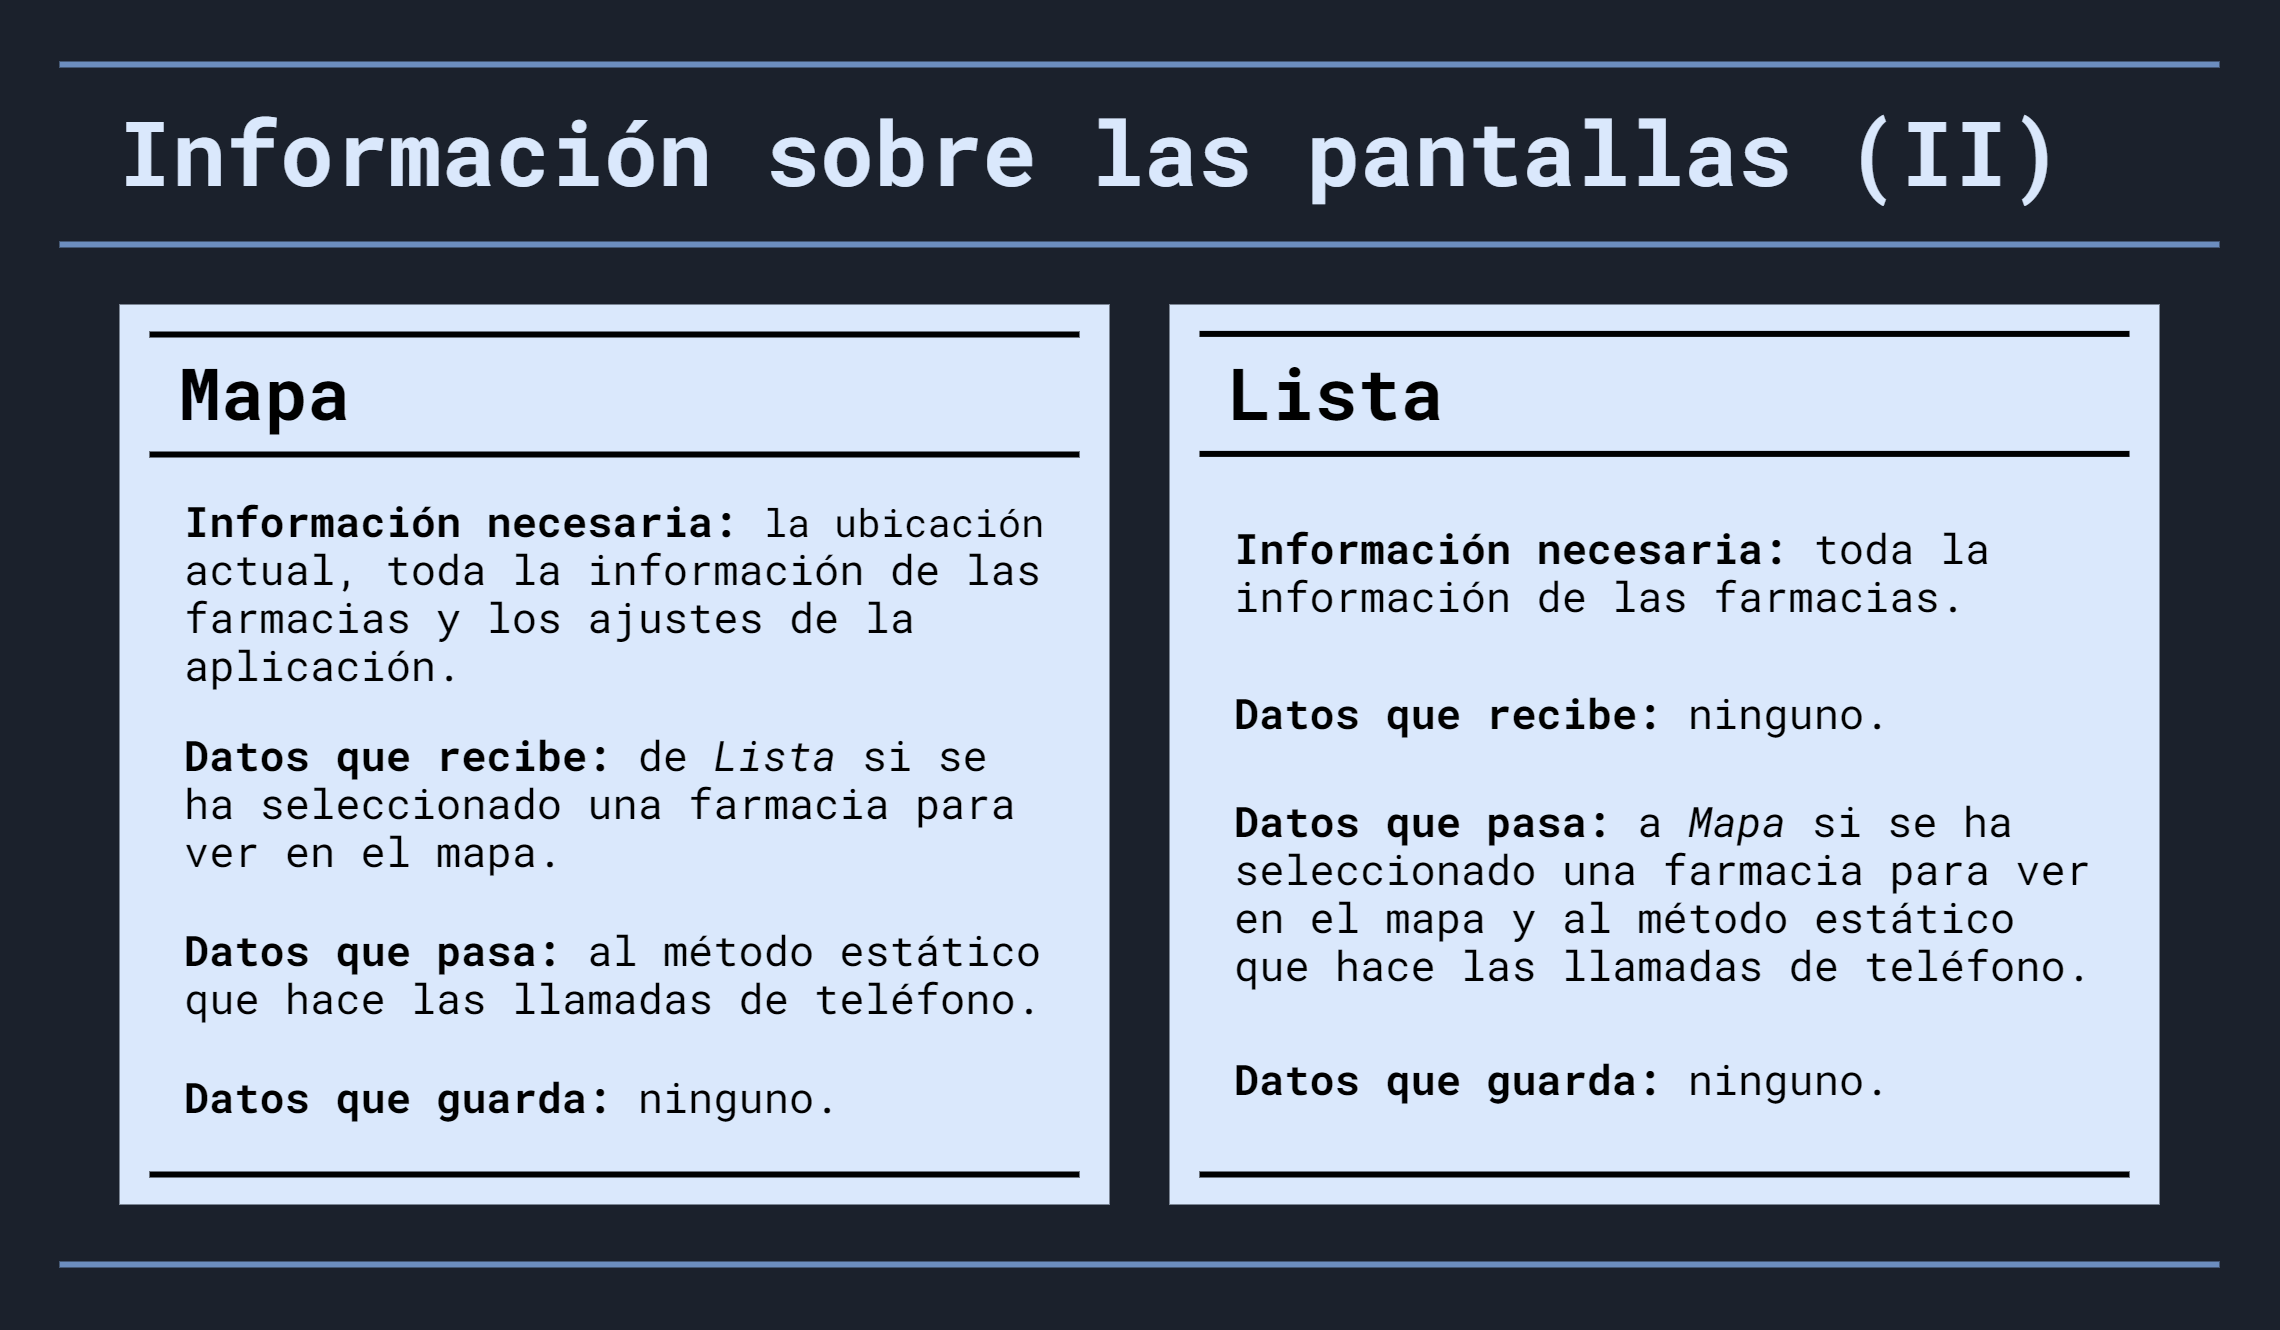 Información sobre las pantallas (II)
Mapa
Información necesaria: la ubicación
actual, toda la información de las
farmacias y los ajustes de la
aplicación.
Datos que recibe: de Lista si se
ha seleccionado una farmacia para
ver en el mapa.
Datos que pasa: al método estático
que hace las llamadas de teléfono.
Datos que guarda: ninguno.
Lista
Información necesaria: toda la
información de las farmacias.
Datos que recibe: ninguno.
Datos que pasa: a Mapa si se ha
seleccionado una farmacia para ver
en el mapa y al método estático
que hace las llamadas de teléfono.
Datos que guarda: ninguno.